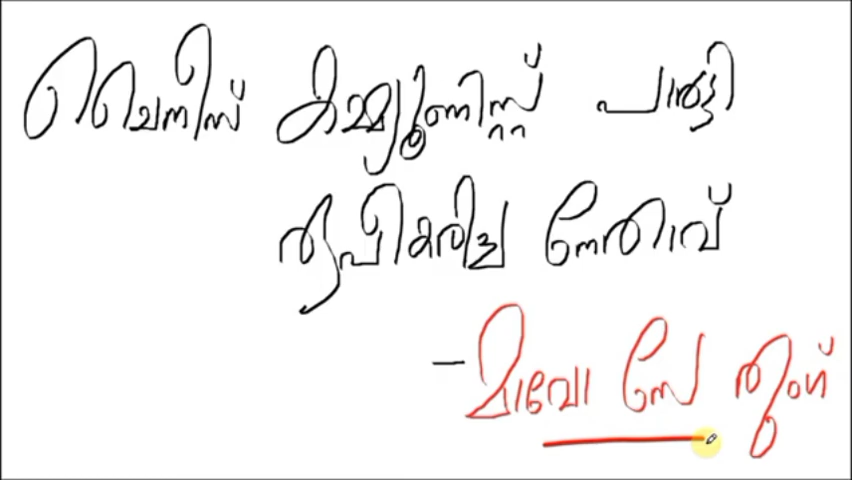 ചൈനീസ് കമ്മ്യൂണിസ്റ്റ് പാർട്ടി
രൂപീകരിച്ച നേതാവ്
- മാവോ സേ തൂംഗ്